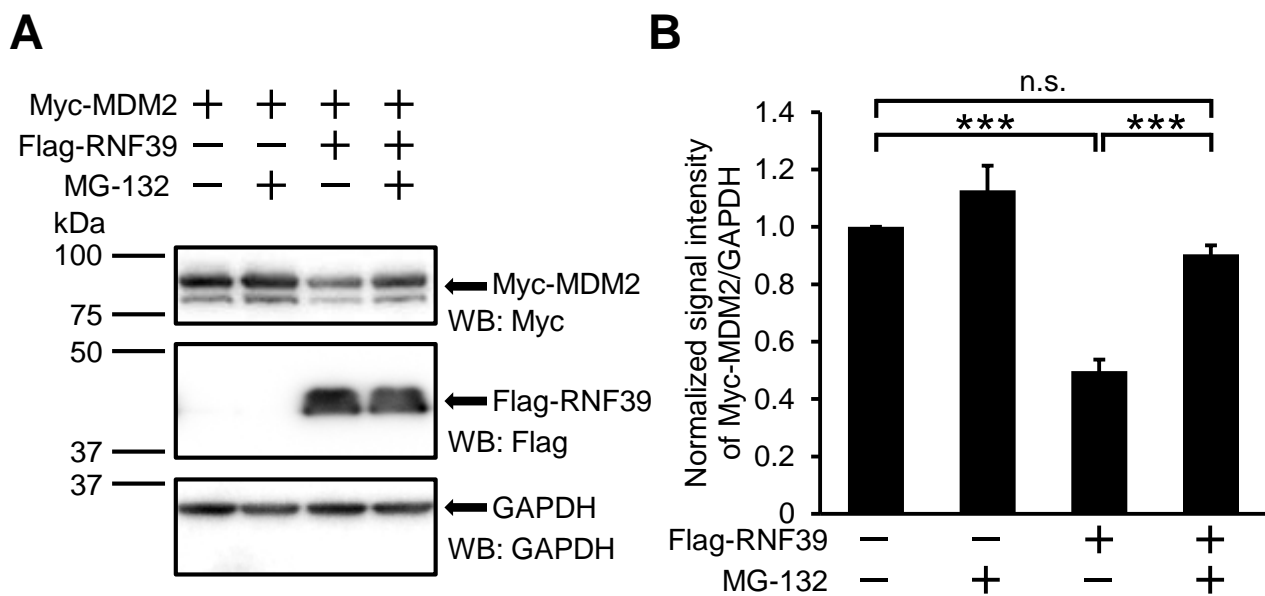 A
Myc-MDM2 + + + +
Flag-RNF39 — — + +
MG-132 — + — +
kDa
100
Myc-MDM2
75
WB: Myc
50
Flag-RNF39
WB: Flag
37
37
GAPDH
WB: GAPDH
B
n.s.
*** ***
Normalized signal intensity
of Myc-MDM2/GAPDH
1.4
1.2
1.0
0.8
0.6
0.4
0.2
0
Flag-RNF39 — — + +
MG-132 — + — +